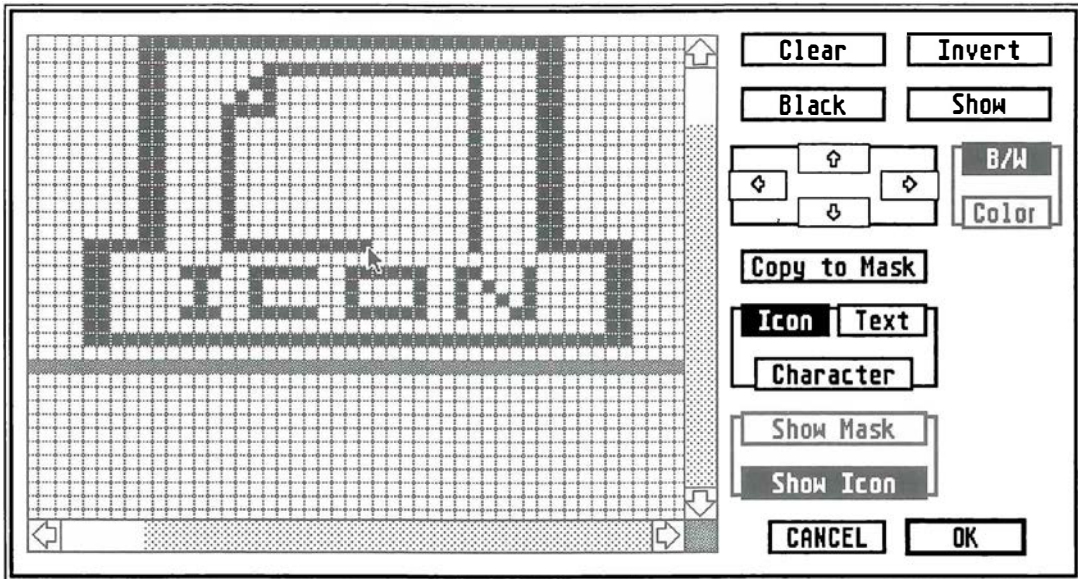 Clear Invert
Black Show
B/W
Color
Copy to Mask
Icon Text
Character
ICON
Show Mask
Show Icon
CANCEL OK